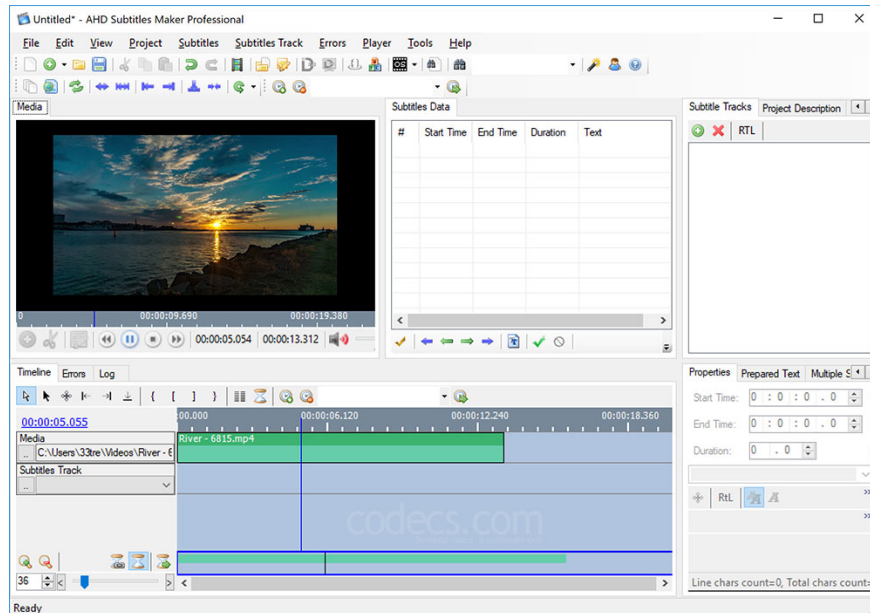 Untitled* - AHD Subtitles Maker Professional
File Edit View Project Subtitles Subtitles Track Errors Player Tools Help
Media
Subtitles Data
# Start Time End Time Duration Text
Subtitle Tracks Project Description
RTL
0 00:00:09.690 00:00:19.380
00:00:05.054 00:00:13.312
Timeline Errors Log
00:00:05.055
:00.000 00:00:06.120 00:00:12.240 00:00:18.360
Media
.. C:\Users\33tre\Videos\River - 6
River - 6815.mp4
Subtitles Track
..
codecs.com
36
Properties Prepared Text Multiple S
Start Time: 0 : 0 : 0 . 0
End Time: 0 : 0 : 0 . 0
Duration: 0 . 0
RtL
Line chars count=0, Total chars count=
Ready